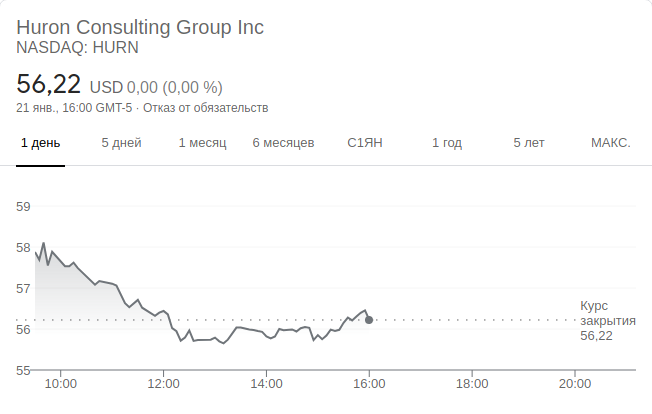 Huron Consulting Group Inc
NASDAQ: HURN
56,22 USD 0,00 (0,00 %)
21 янв., 16:00 GMT-5 · Отказ от обязательств
1 день 5 дней 1 месяц 6 месяцев С1ЯН 1 год 5 лет МАКС.
59
58
57
56
55
Курс
закрытия
56,22
10:00 12:00 14:00 16:00 18:00 20:00